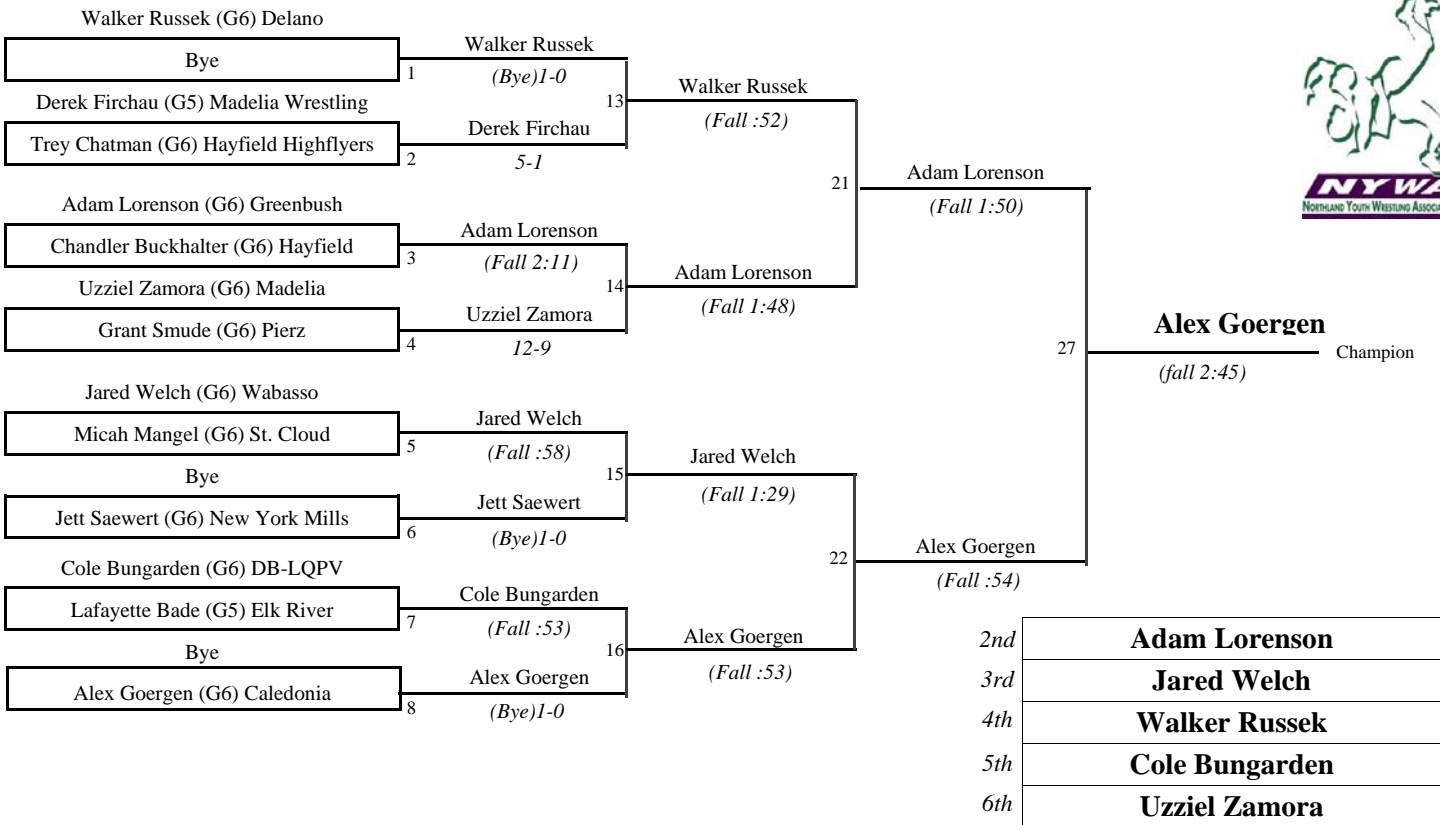 Walker Russek (G6) Delano
Bye
1
Walker Russek
(Bye)1-0
Derek Firchau (G5) Madelia Wrestling
Trey Chatman (G6) Hayfield Highflyers
2
Derek Firchau
5-1
13
Walker Russek
(Fall :52)
Adam Lorenson (G6) Greenbush
Chandler Buckhalter (G6) Hayfield
3
Adam Lorenson
(Fall 2:11)
Uzziel Zamora (G6) Madelia
Grant Smude (G6) Pierz
4
Uzziel Zamora
12-9
14
Adam Lorenson
(Fall 1:48)
21
Adam Lorenson
(Fall 1:50)
Jared Welch (G6) Wabasso
Micah Mangel (G6) St. Cloud
5
Jared Welch
(Fall :58)
Bye
Jett Saewert (G6) New York Mills
6
Jett Saewert
(Bye)1-0
15
Jared Welch
(Fall 1:29)
Cole Bungarden (G6) DB-LQPV
Lafayette Bade (G5) Elk River
7
Cole Bungarden
(Fall :53)
Bye
Alex Goergen (G6) Caledonia
8
Alex Goergen
(Bye)1-0
16
Alex Goergen
(Fall :53)
22
Alex Goergen
(Fall :54)
27
Alex Goergen
Champion
(fall 2:45)
NYWA
NORTHLAND YOUTH WRESTLING ASSOCIA
2nd Adam Lorenson
3rd Jared Welch
4th Walker Russek
5th Cole Bungarden
6th Uzziel Zamora